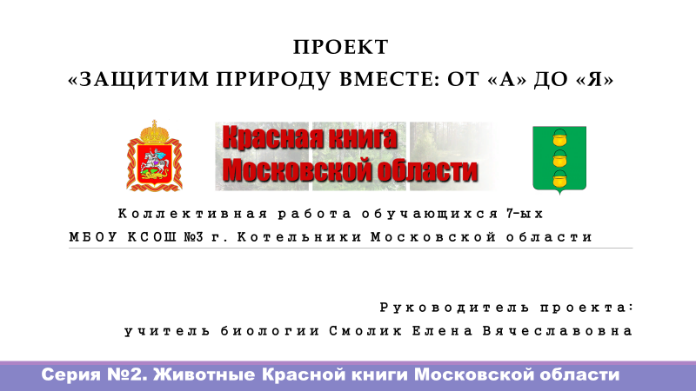 ПРОЕКТ
«ЗАЩИТИМ ПРИРОДУ ВМЕСТЕ: ОТ «А» ДО «Я»
Красная книга
Московской области
Коллективная работа обучающихся 7-ых
МБОУ КСОШ №3 г. Котельники Московской области
Руководитель проекта:
учитель биологии Смолик Елена Вячеславовна
Серия №2. Животные Красной книги Московской области